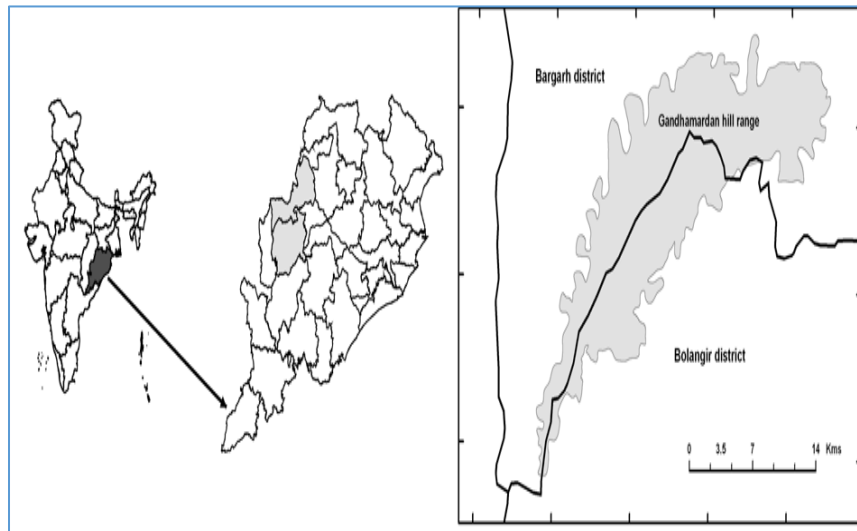 Bargarh district
Gandhamardan hill range
Bolangir district
0 3.5 7 14 Kms